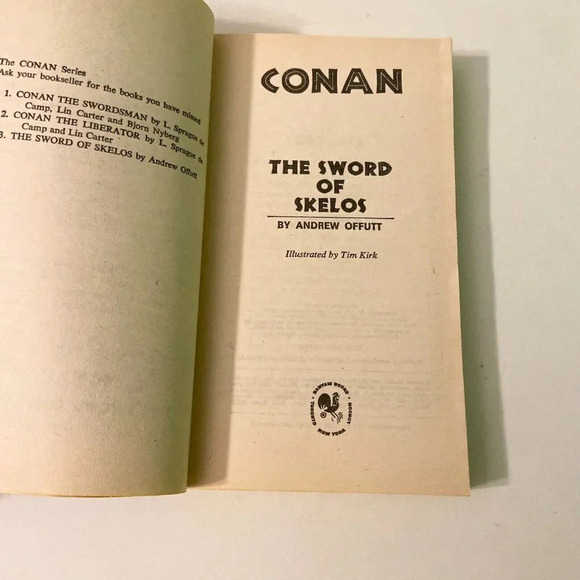 The CONAN Series
Ask your bookseller for the books you have missed
1. CONAN THE SWORDSMAN by L. Sprague de
Camp, Lin Carter and Bjorn Nyberg
2. CONAN THE LIBERATOR by L. Sprague de
Camp and Lin Carter
3. THE SWORD OF SKELOS by Andrew Offutt
CONAN
THE SWORD
OF
SKELOS
BY ANDREW OFFUTT
Illustrated by Tim Kirk
BANTAM BOOKS
TORONTO · NEW YORK · LONDON